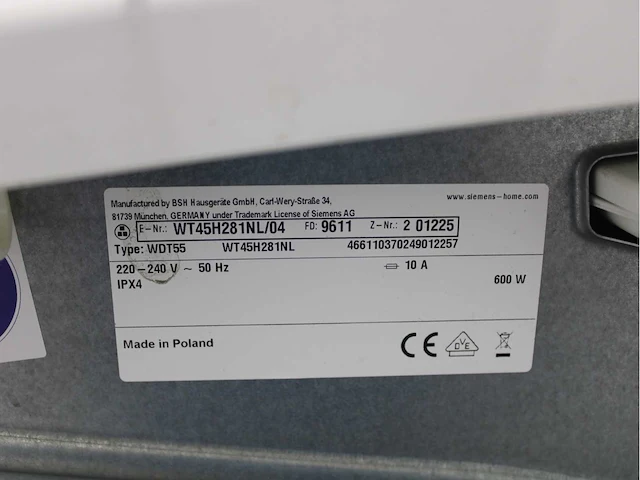 Manufactured by BSH Hausgeräte GmbH, Carl-Wery-Straße 34,
81739 München, GERMANY under Trademark License of Siemens AG
www.siemens-home.com
E-Nr.: WT45H281NL/04 FD: 9611 Z-Nr.: 2 01225
Type: WDT55 WT45H281NL 466110370249012257
220-240 V ~ 50 Hz 10 A
IPX4 600 W
Made in Poland CE VDE